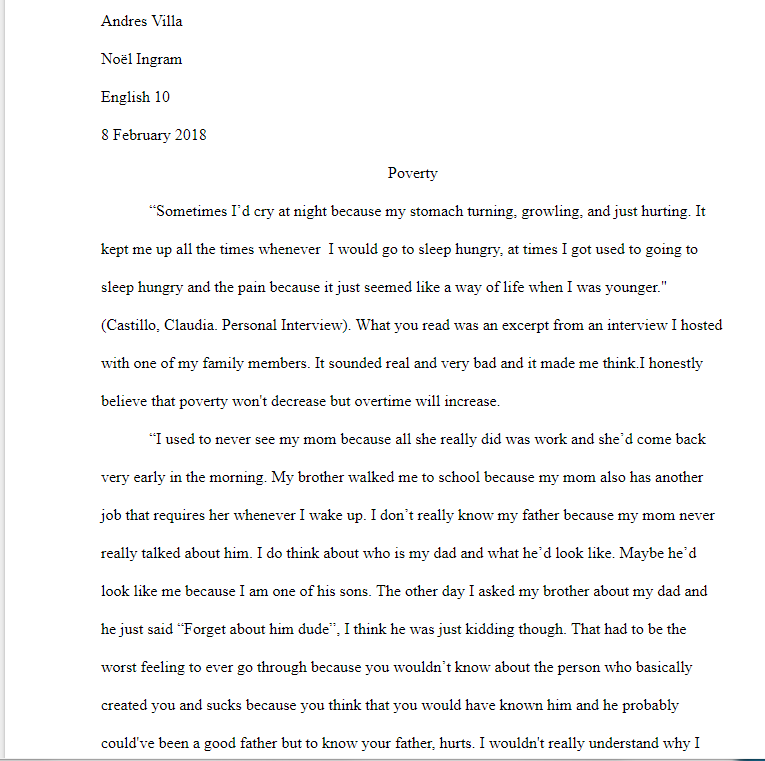 Andres Villa
Noël Ingram
English 10
8 February 2018
Poverty
“Sometimes I’d cry at night because my stomach turning, growling, and just hurting. It
kept me up all the times whenever  I would go to sleep hungry, at times I got used to going to
sleep hungry and the pain because it just seemed like a way of life when I was younger."
(Castillo, Claudia. Personal Interview). What you read was an excerpt from an interview I hosted
with one of my family members. It sounded real and very bad and it made me think.I honestly
believe that poverty won't decrease but overtime will increase.
“I used to never see my mom because all she really did was work and she’d come back
very early in the morning. My brother walked me to school because my mom also has another
job that requires her whenever I wake up. I don’t really know my father because my mom never
really talked about him. I do think about who is my dad and what he’d look like. Maybe he’d
look like me because I am one of his sons. The other day I asked my brother about my dad and
he just said “Forget about him dude”, I think he was just kidding though. That had to be the
worst feeling to ever go through because you wouldn’t know about the person who basically
created you and sucks because you think that you would have known him and he probably
could've been a good father but to know your father, hurts. I wouldn't really understand why I